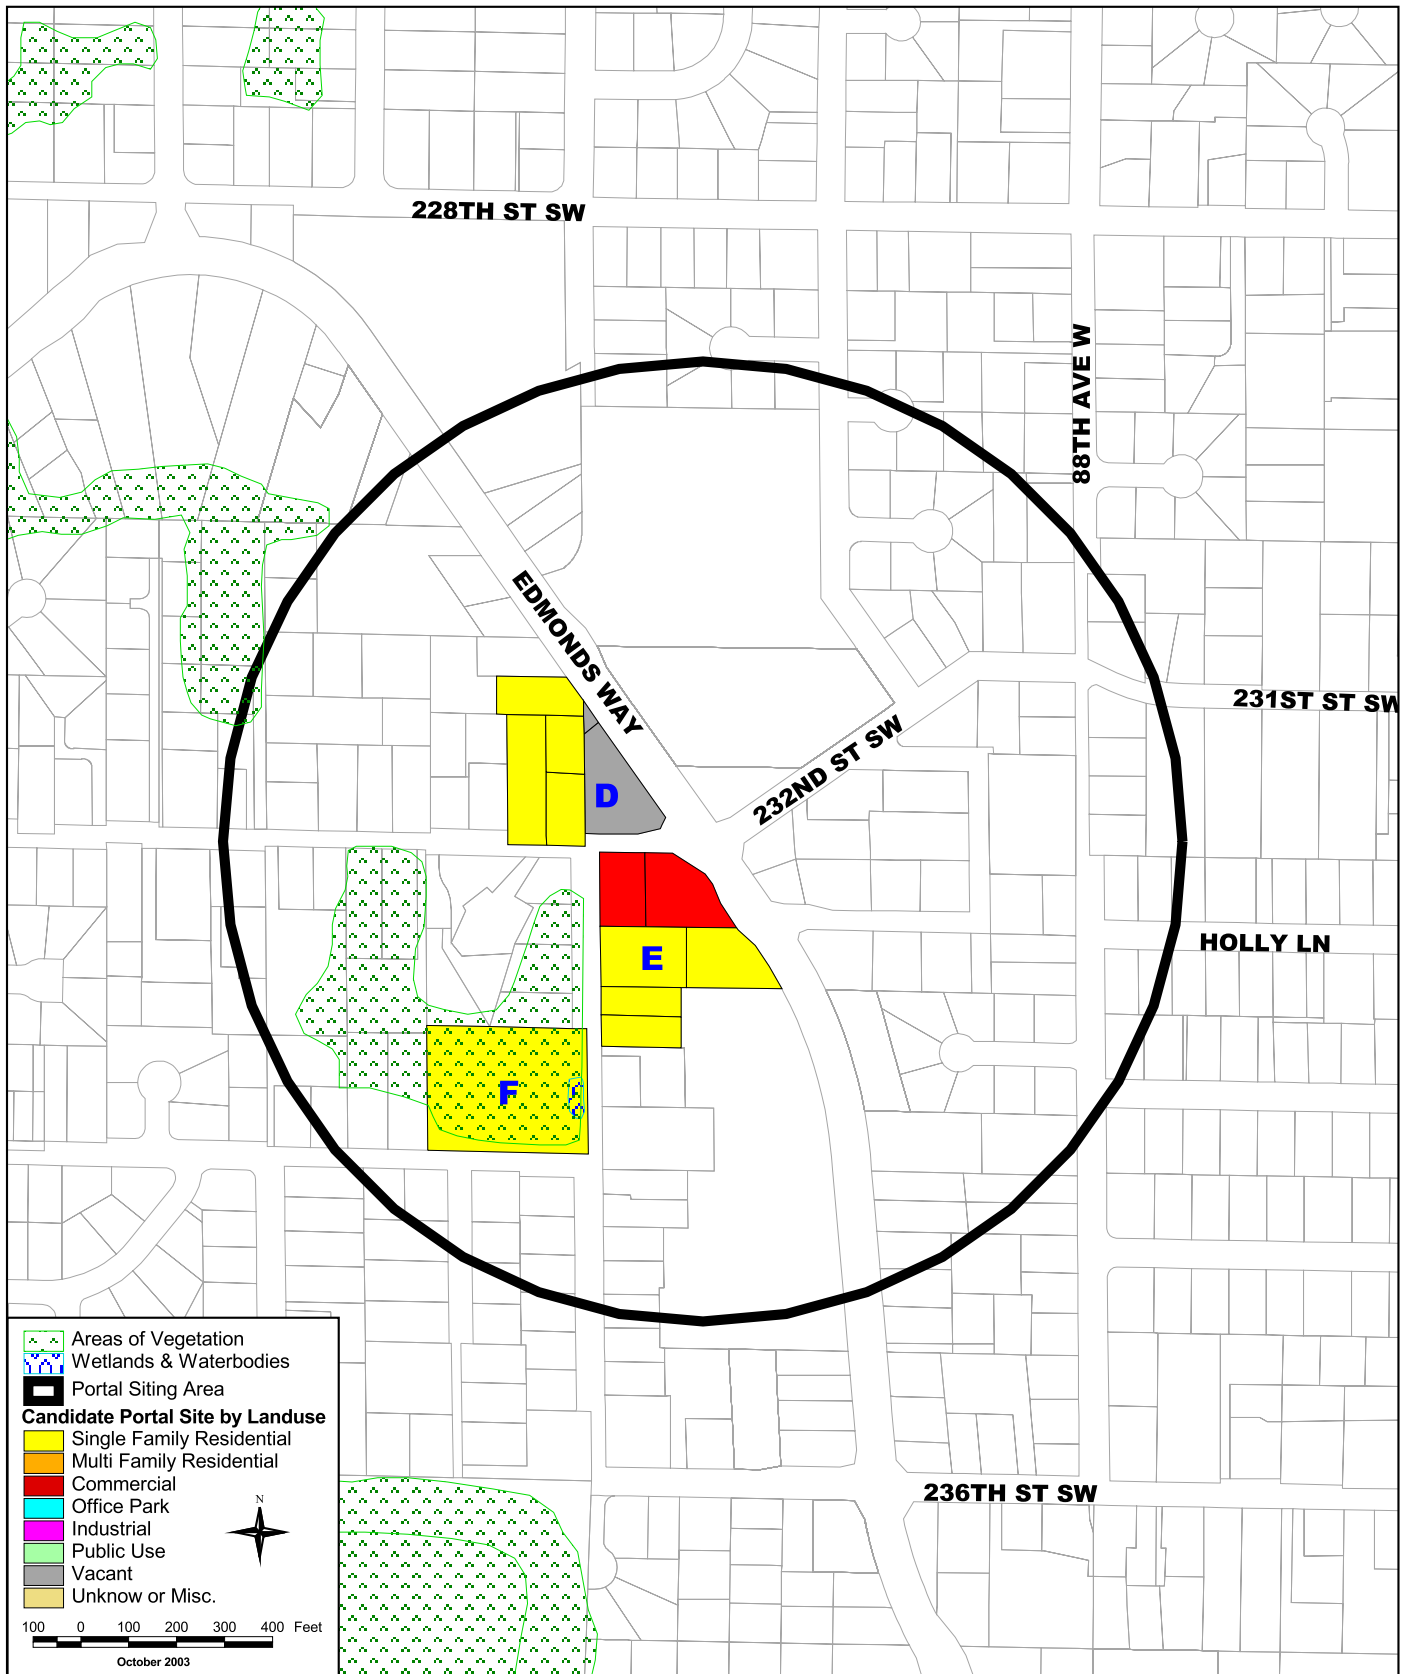 228TH ST SW
88TH AVE W
EDMONDS WAY
231ST ST SW
232ND ST SW
D
E
HOLLY LN
F
236TH ST SW
Areas of Vegetation
Wetlands & Waterbodies
Portal Siting Area
Candidate Portal Site by Landuse
Single Family Residential
Multi Family Residential
Commercial
Office Park
Industrial
Public Use
Vacant
Unknow or Misc.
N
100 0 100 200 300 400 Feet
October 2003